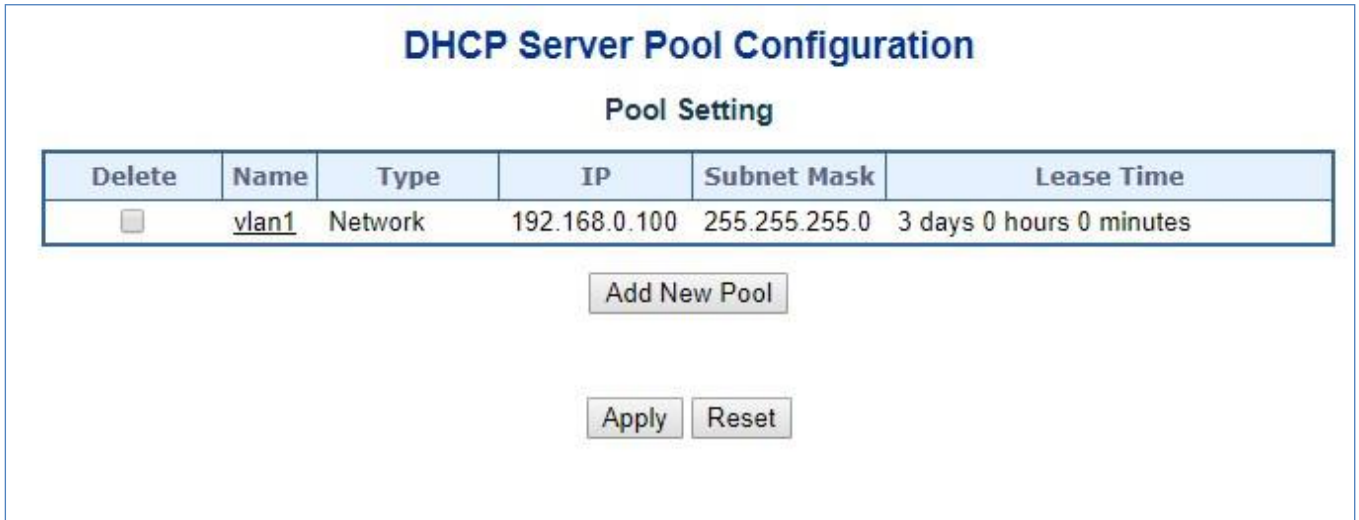 DHCP Server Pool Configuration
Pool Setting
Delete Name Type IP Subnet Mask Lease Time
vlan1 Network 192.168.0.100 255.255.255.0 3 days 0 hours 0 minutes
Add New Pool
Apply Reset